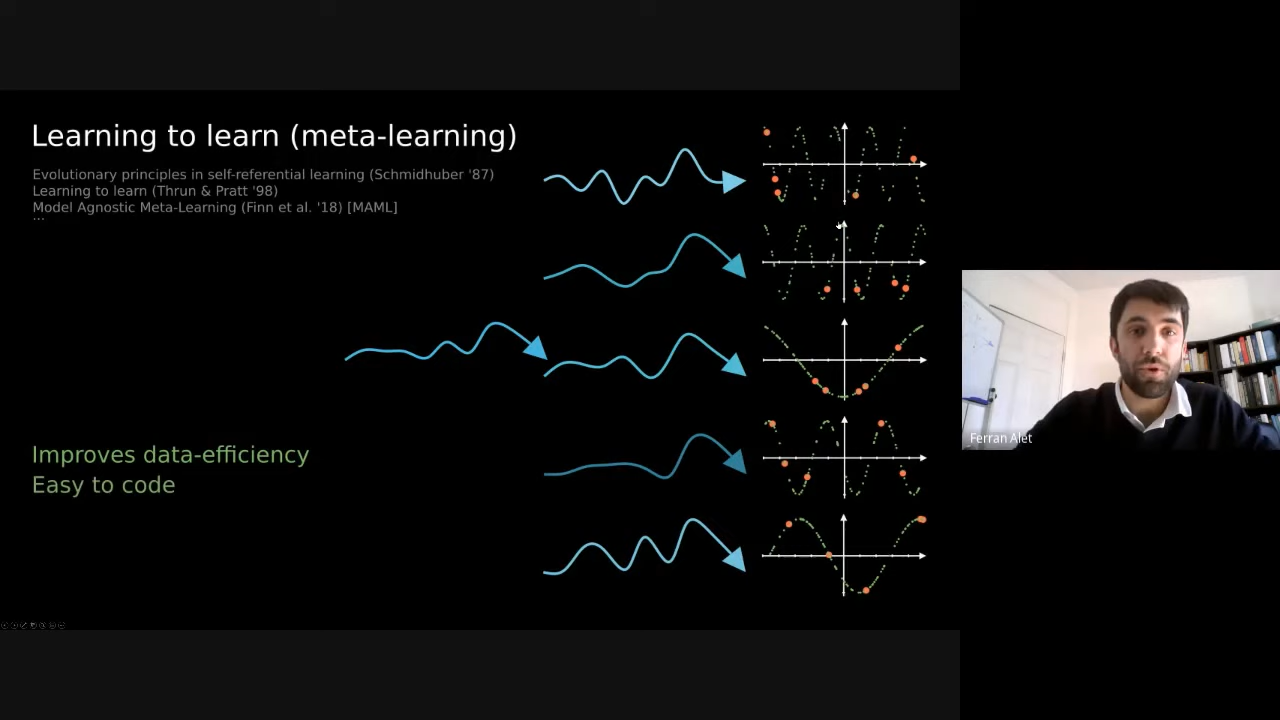 Learning to learn (meta-learning)
Evolutionary principles in self-referential learning (Schmidhuber '87)
Learning to learn (Thrun & Pratt '98)
Model Agnostic Meta-Learning (Finn et al. '18) [MAML]
...
Improves data-efficiency
Easy to code
Ferran Alet